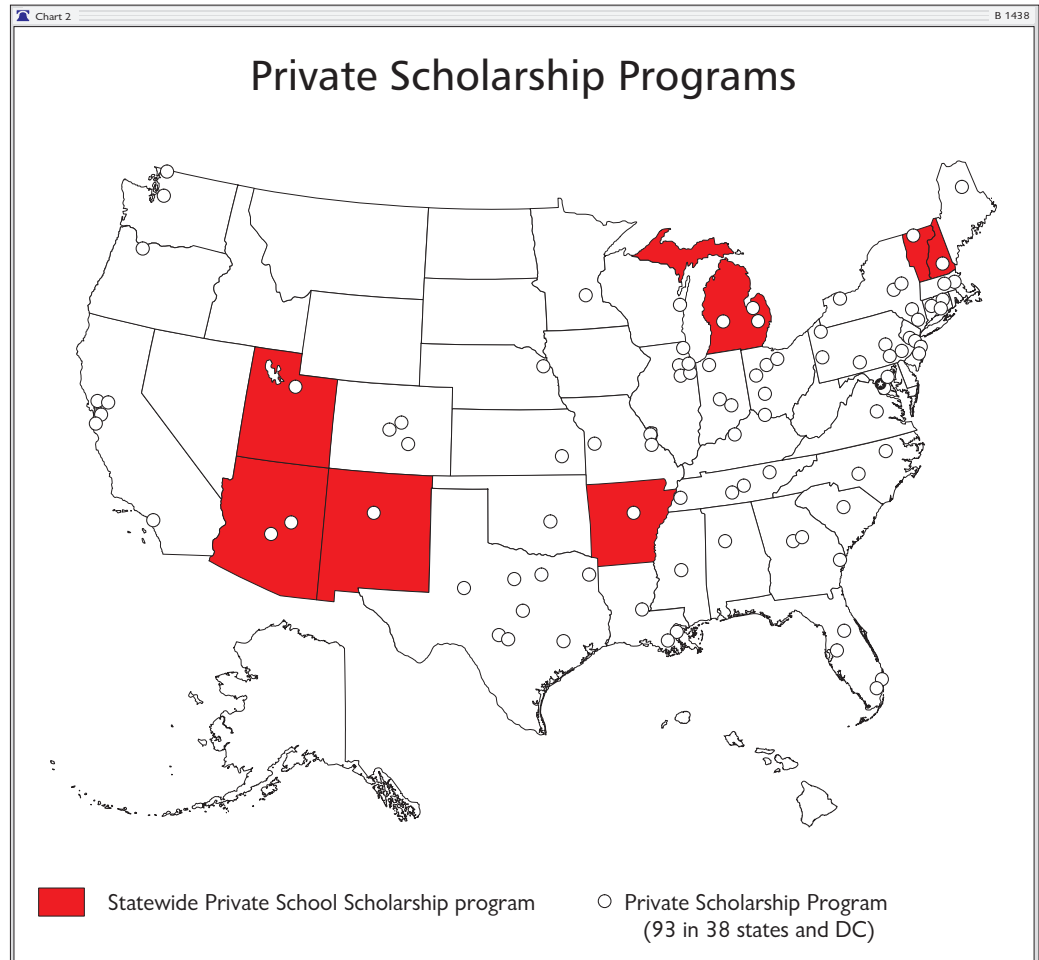 Chart 2
B 1438
Private Scholarship Programs
Statewide Private School Scholarship program
Private Scholarship Program
(93 in 38 states and DC)